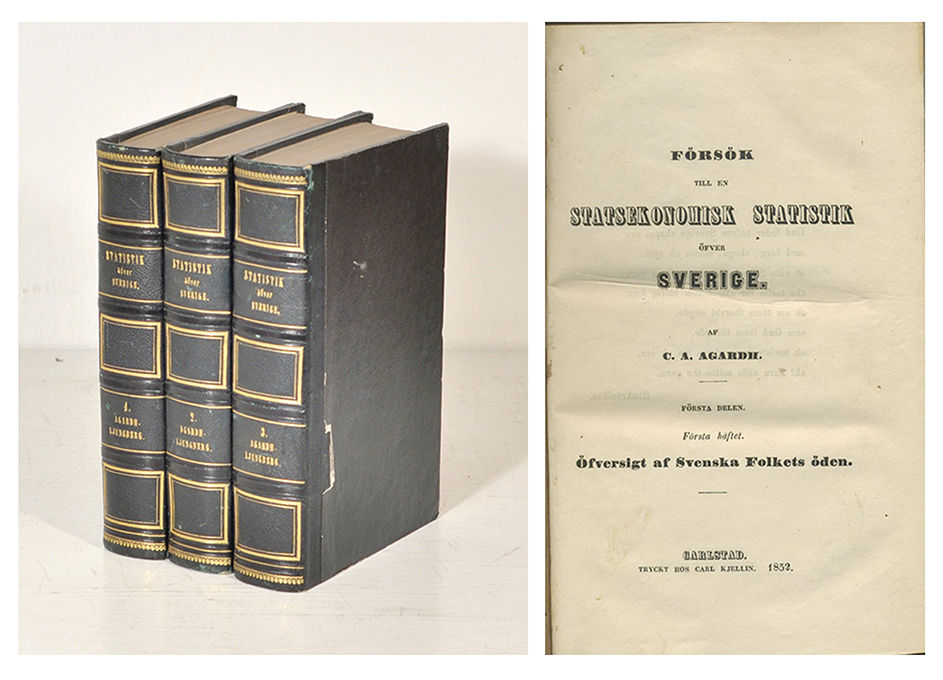 STATISTIK
öfver
SVERIGE.
1.
AGARDH-
LJUNGBERG.
STATISTIK
öfver
SVERIGE.
2.
AGARDH-
LJUNGBERG.
STATISTIK
öfver
SVERIGE.
3.
AGARDH-
LJUNGBERG.
FÖRSÖK
TILL EN
STATSEKONOMISK STATISTIK
ÖFVER
SVERIGE.
AF
C. A. AGARDH.
FÖRSTA DELEN.
Första häftet.
Öfversigt af Svenska Folkets öden.
CARLSTAD.
TRYCKT HOS CARL KJELLIN. 1852.